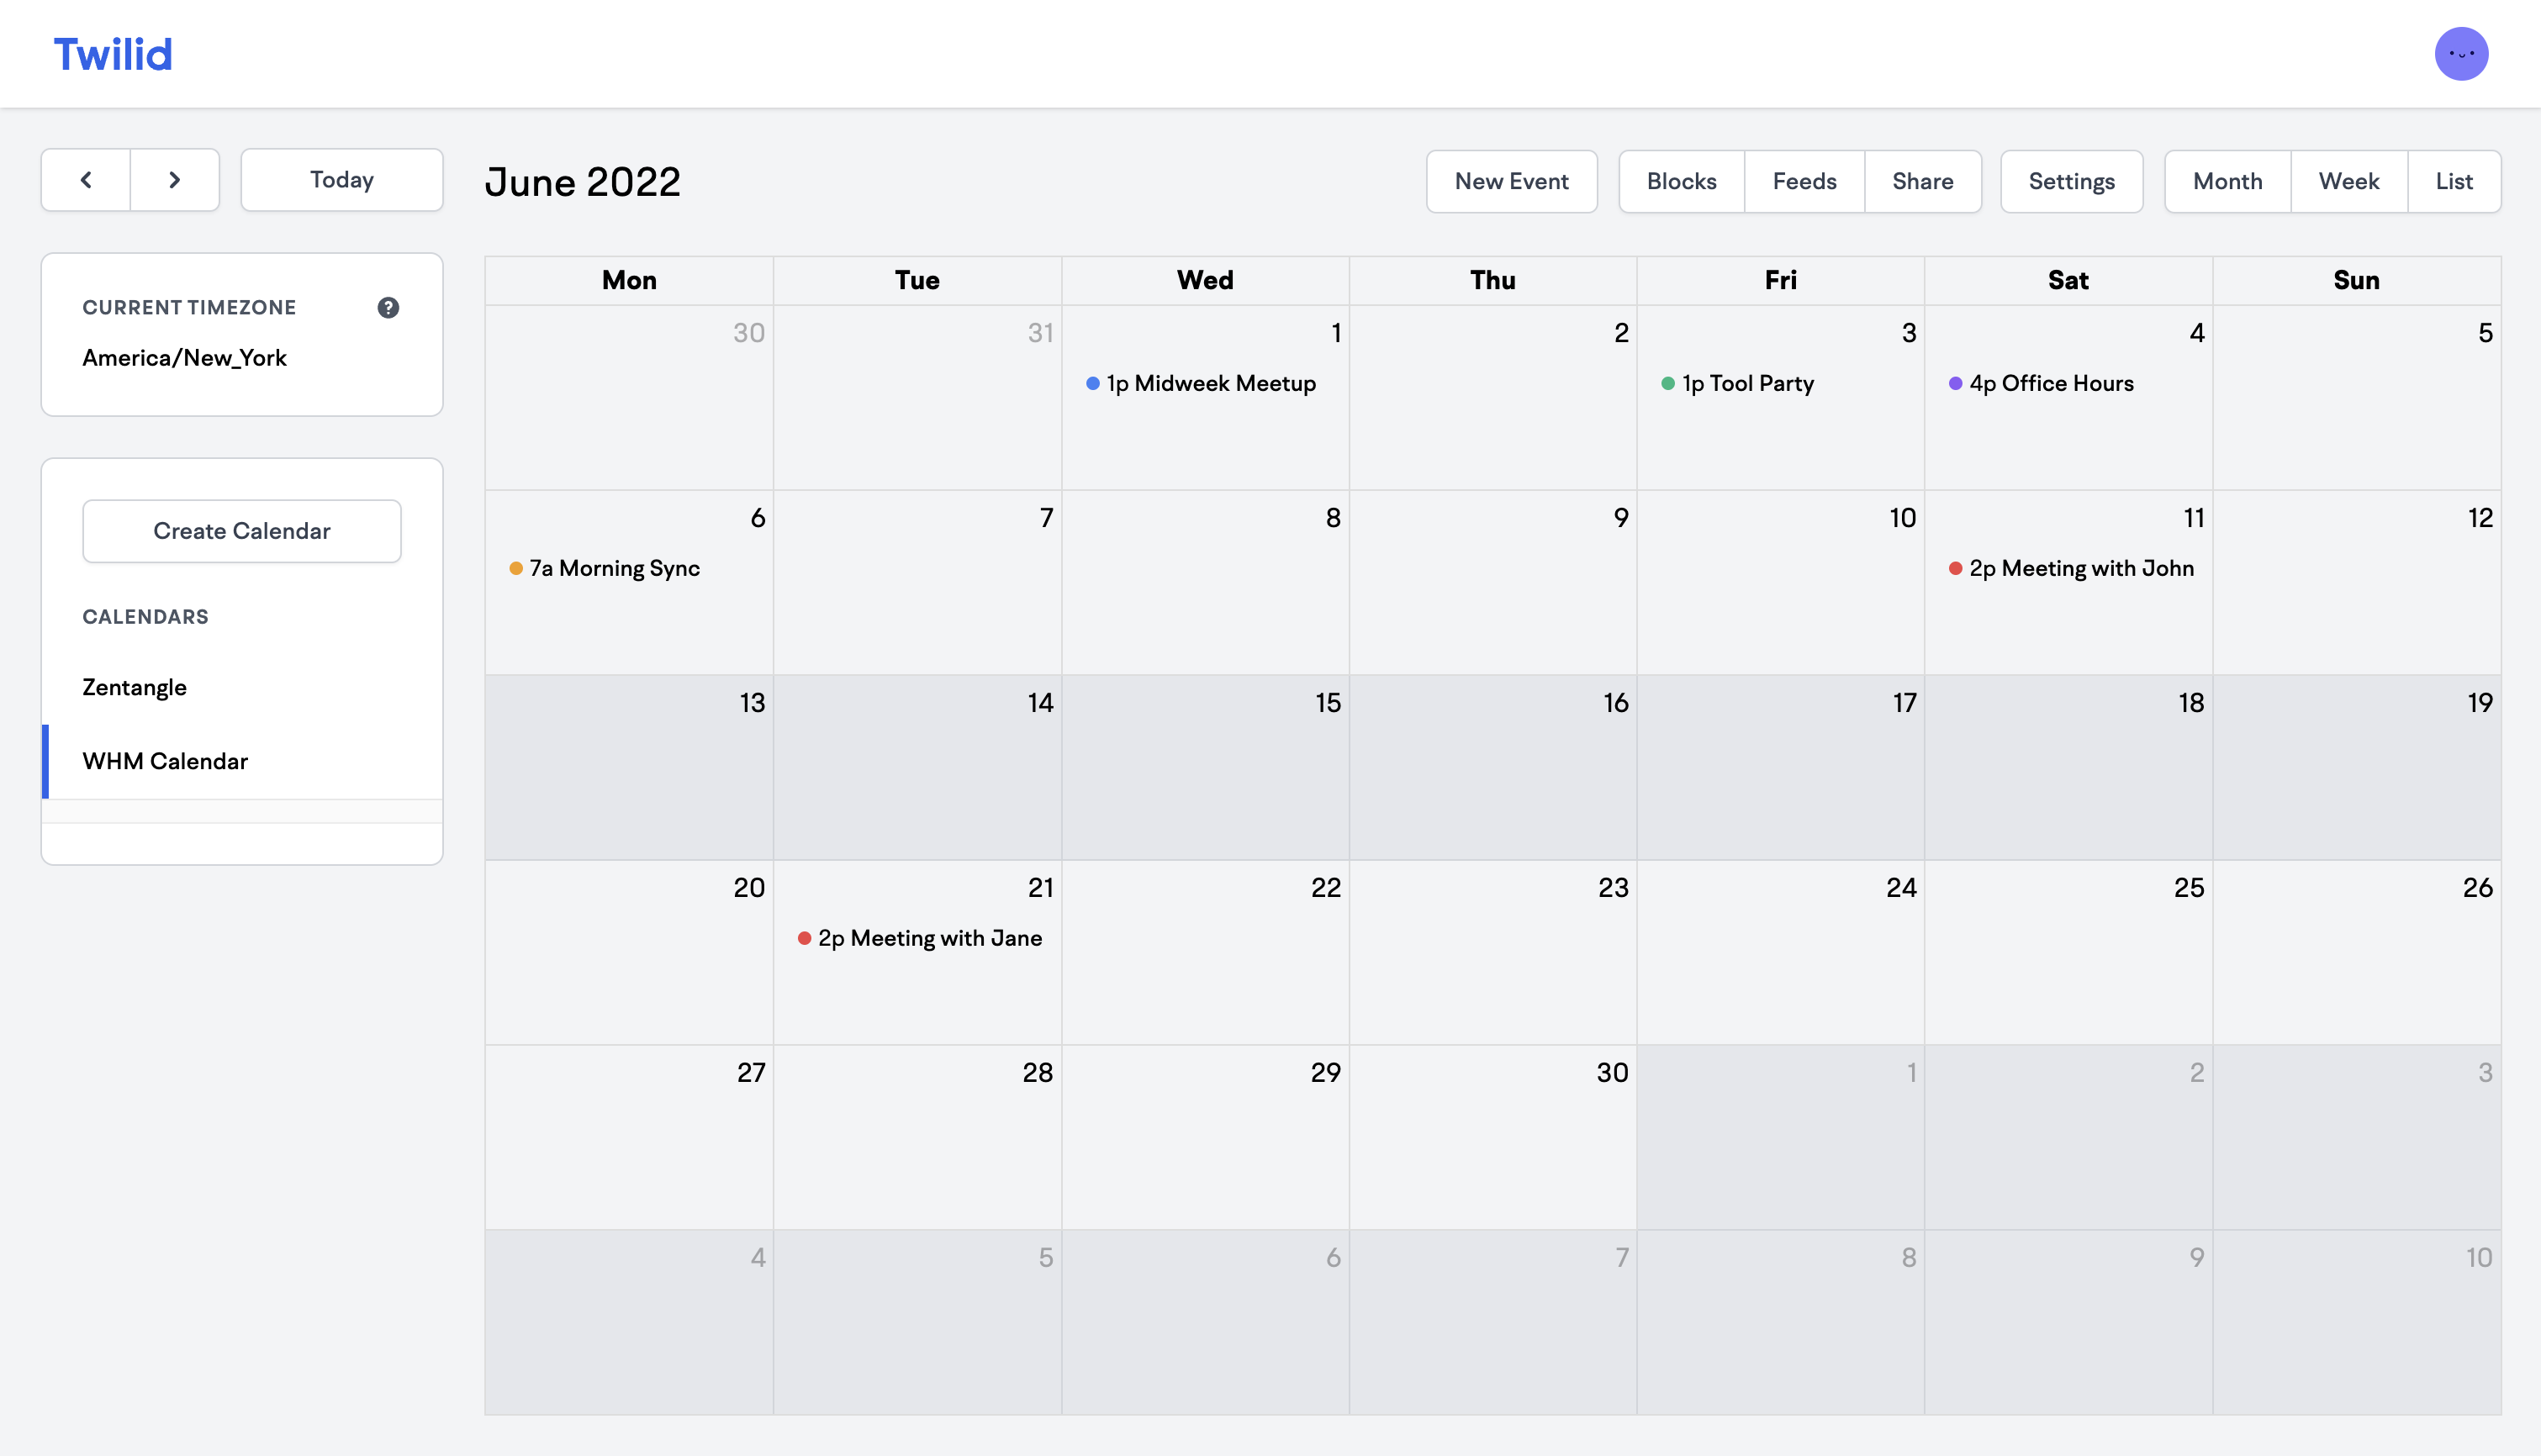 Twilid
Today
June 2022
New Event
Blocks
Feeds
Share
Settings
Month
Week
List
CURRENT TIMEZONE ?
America/New_York
Create Calendar
CALENDARS
Zentangle
WHM Calendar
Mon Tue Wed Thu Fri Sat Sun
30 31 1 2 3 4 5
1p Midweek Meetup
1p Tool Party
4p Office Hours
6 7 8 9 10 11 12
7a Morning Sync
2p Meeting with John
13 14 15 16 17 18 19
20 21 22 23 24 25 26
2p Meeting with Jane
27 28 29 30 1 2 3
4 5 6 7 8 9 10